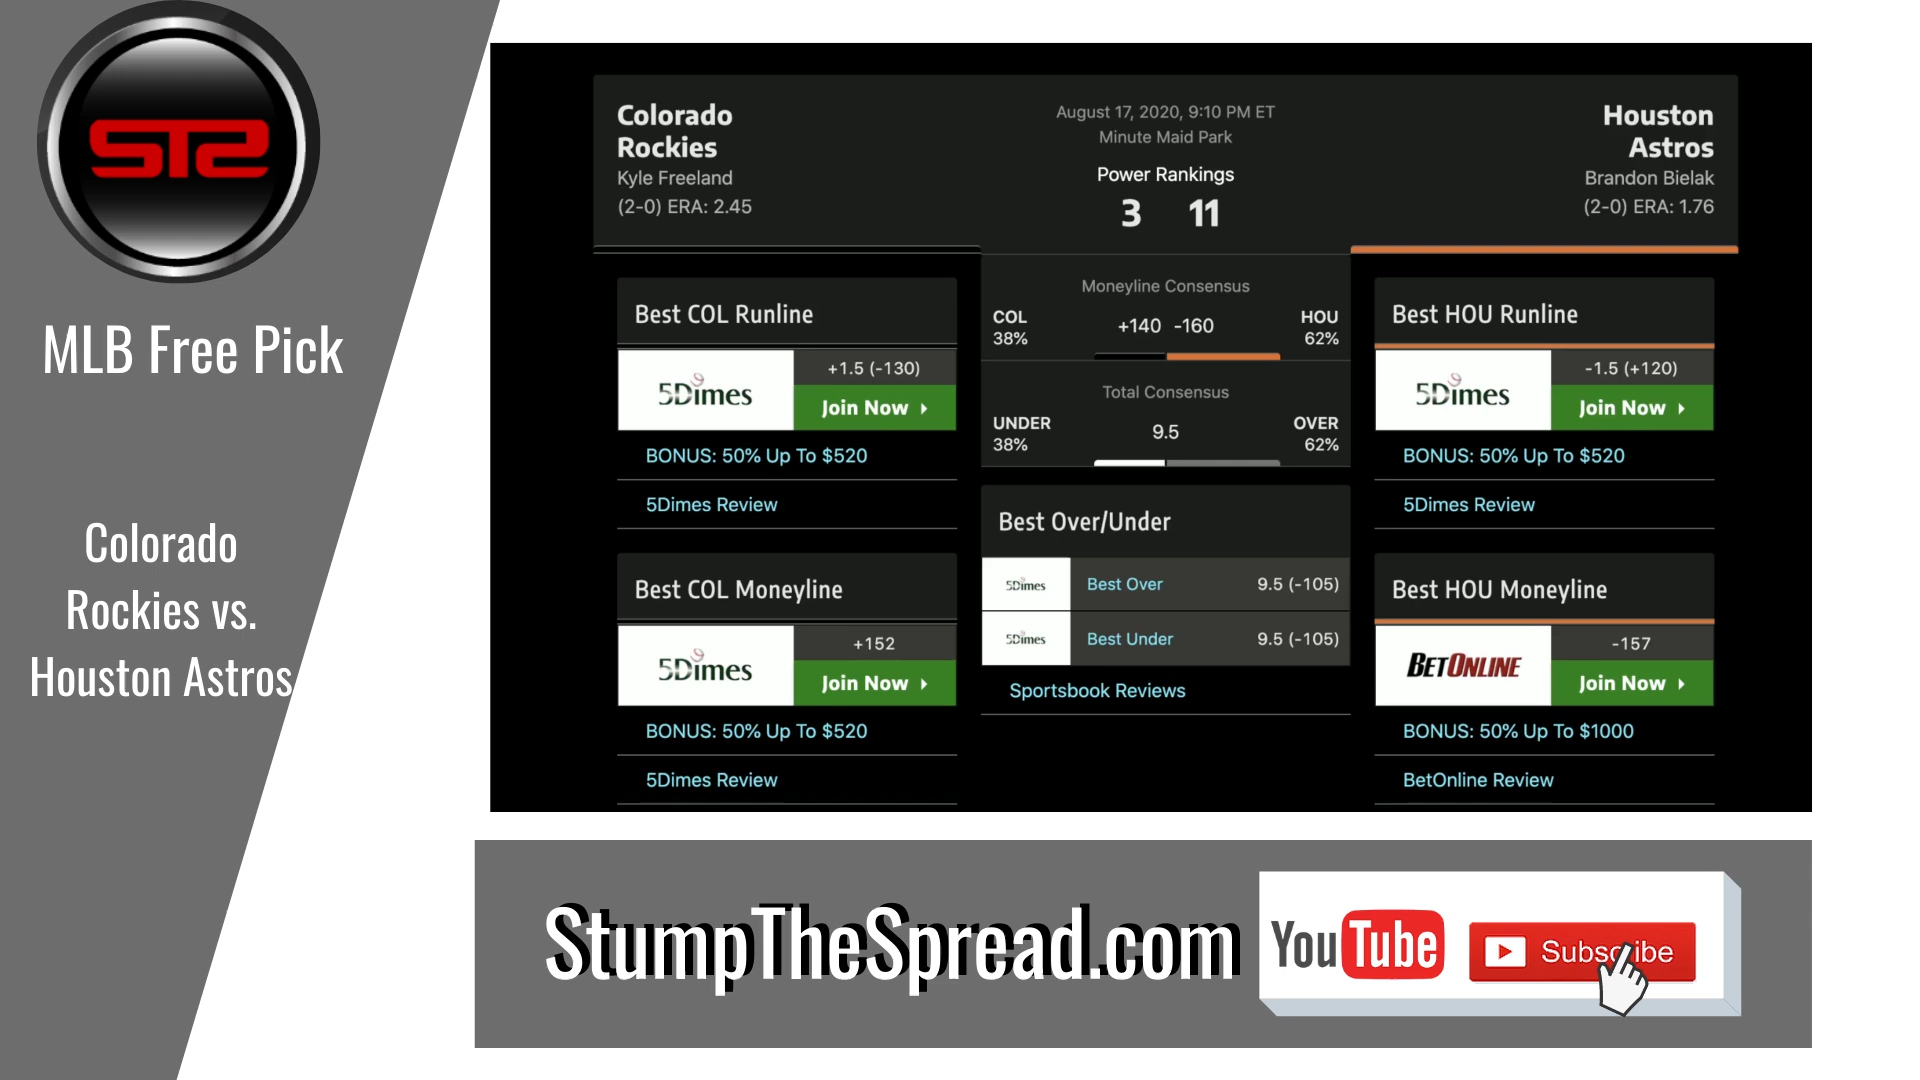 STS
MLB Free Pick
Colorado
Rockies vs.
Houston Astros
Colorado
Rockies
Kyle Freeland
(2-0) ERA: 2.45
August 17, 2020, 9:10 PM ET
Minute Maid Park
Power Rankings
3 11
Houston
Astros
Brandon Bielak
(2-0) ERA: 1.76
Best COL Runline
5Dimes
+1.5 (-130)
Join Now
BONUS: 50% Up To $520
5Dimes Review
Best COL Moneyline
5Dimes
+152
Join Now
BONUS: 50% Up To $520
5Dimes Review
Moneyline Consensus
COL +140 -160 HOU
38% 62%
Total Consensus
UNDER 9.5 OVER
38% 62%
Best Over/Under
5Dimes Best Over 9.5 (-105)
5Dimes Best Under 9.5 (-105)
Sportsbook Reviews
Best HOU Runline
5Dimes
-1.5 (+120)
Join Now
BONUS: 50% Up To $520
5Dimes Review
Best HOU Moneyline
BETONLINE
-157
Join Now
BONUS: 50% Up To $1000
BetOnline Review
StumpTheSpread.com
YouTube
Subscribe